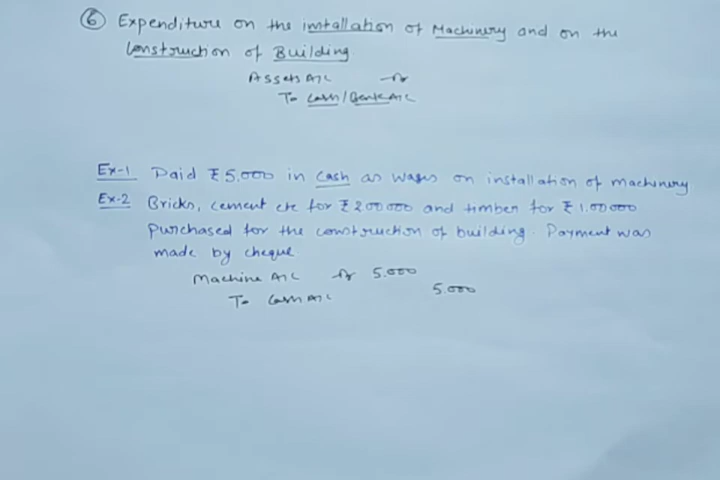 ⑥ Expenditure on the installation of Machinery and on the
Construction of Building.
Assets A/c Dr
To Cash/Bank A/c
Ex-1 Paid ₹5,000 in cash as wages on installation of machinery
Ex-2 Bricks, cement etc for ₹2,00,000 and timber for ₹1,00,000
purchased for the construction of building. Payment was
made by cheque.
Machine A/c Dr 5,000
To Cash A/c 5,000